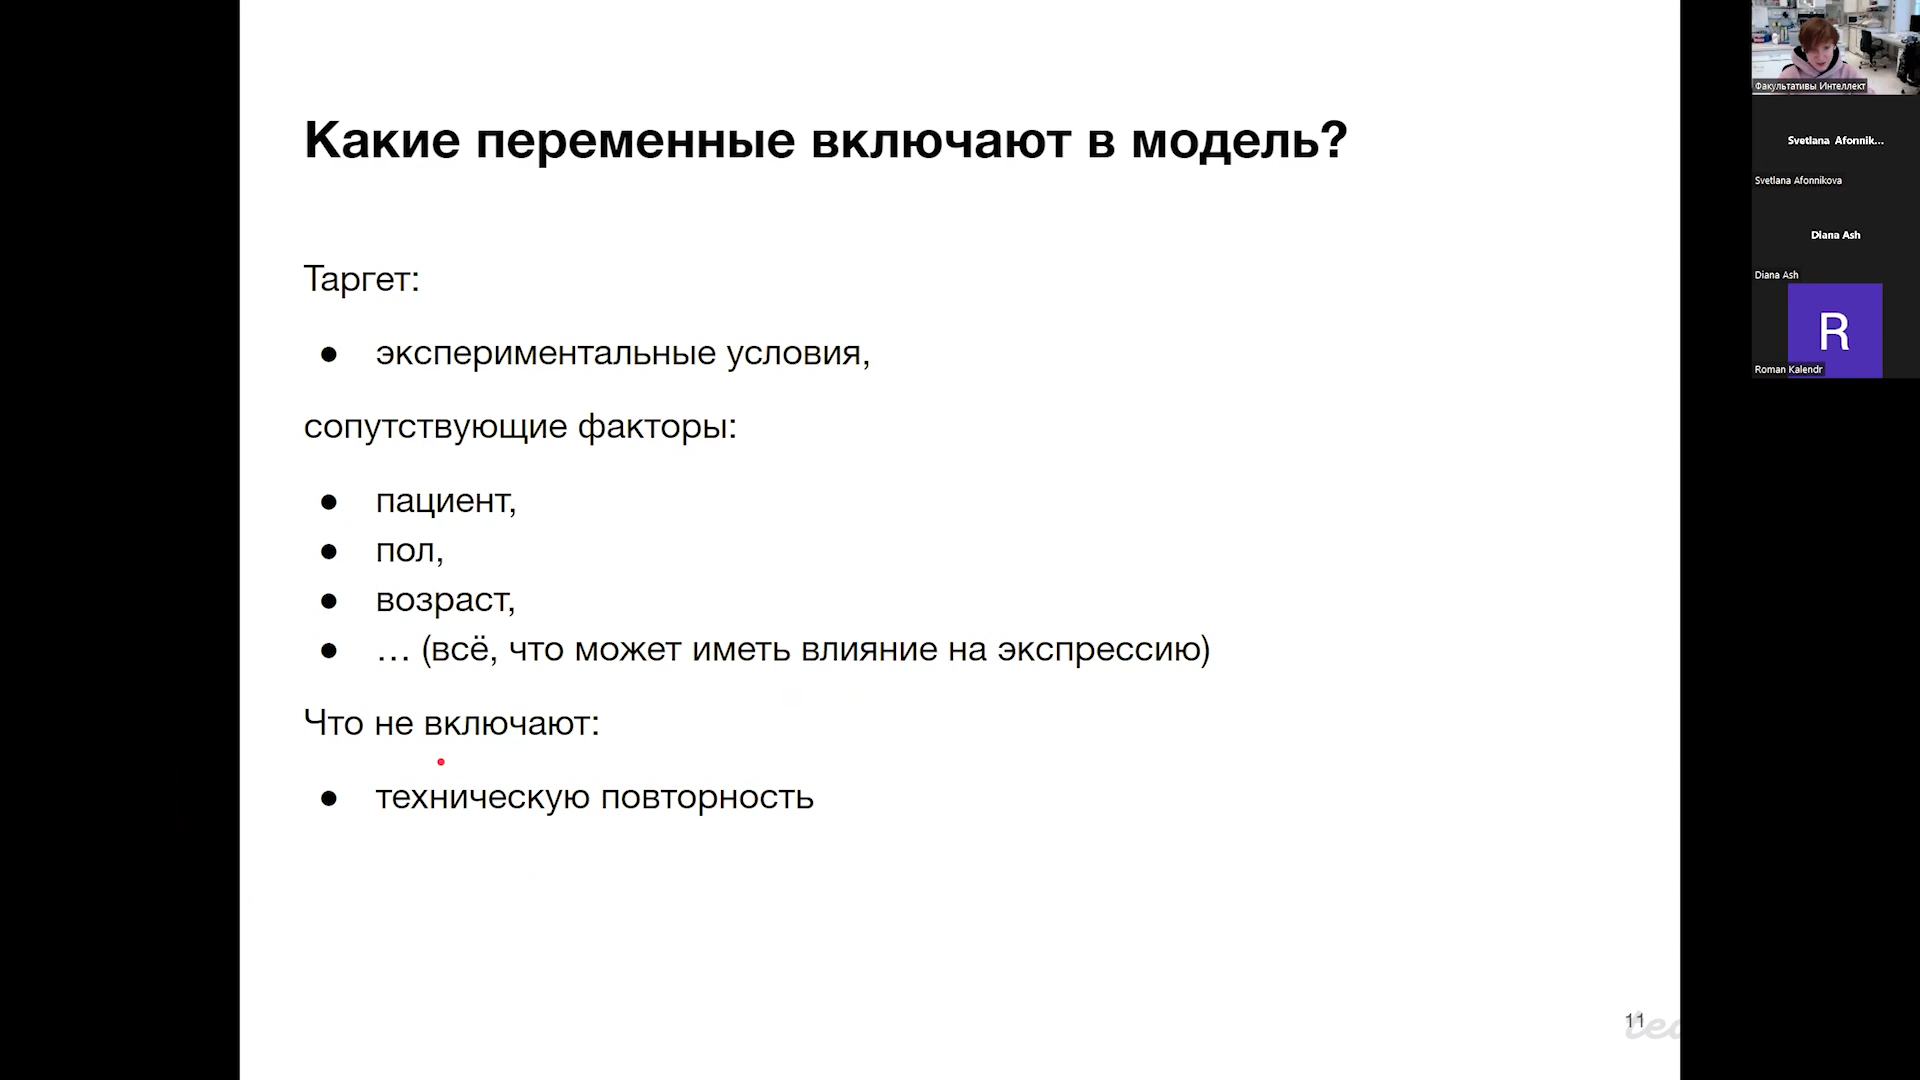 Какие переменные включают в модель?
Таргет:
● экспериментальные условия,
сопутствующие факторы:
● пациент,
● пол,
● возраст,
● … (всё, что может иметь влияние на экспрессию)
Что не включают:
● техническую повторность
11
Факультативы Интеллект
Svetlana Afonnik...
Svetlana Afonnikova
Diana Ash
Diana Ash
R
Roman Kalendr